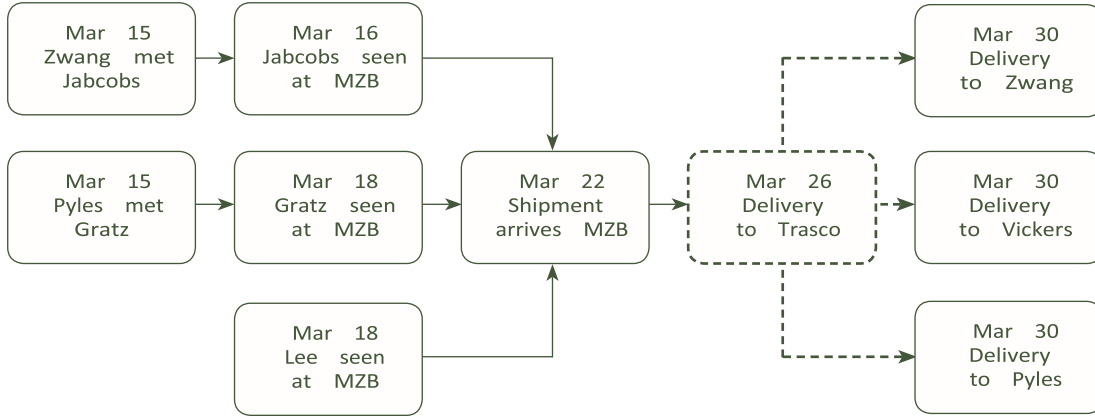 Mar 15
Zwang met
Jabcobs
Mar 16
Jabcobs seen
at MZB
Mar 30
Delivery
to Zwang
Mar 15
Pyles met
Gratz
Mar 18
Gratz seen
at MZB
Mar 22
Shipment
arrives MZB
Mar 26
Delivery
to Trasco
Mar 30
Delivery
to Vickers
Mar 18
Lee seen
at MZB
Mar 30
Delivery
to Pyles